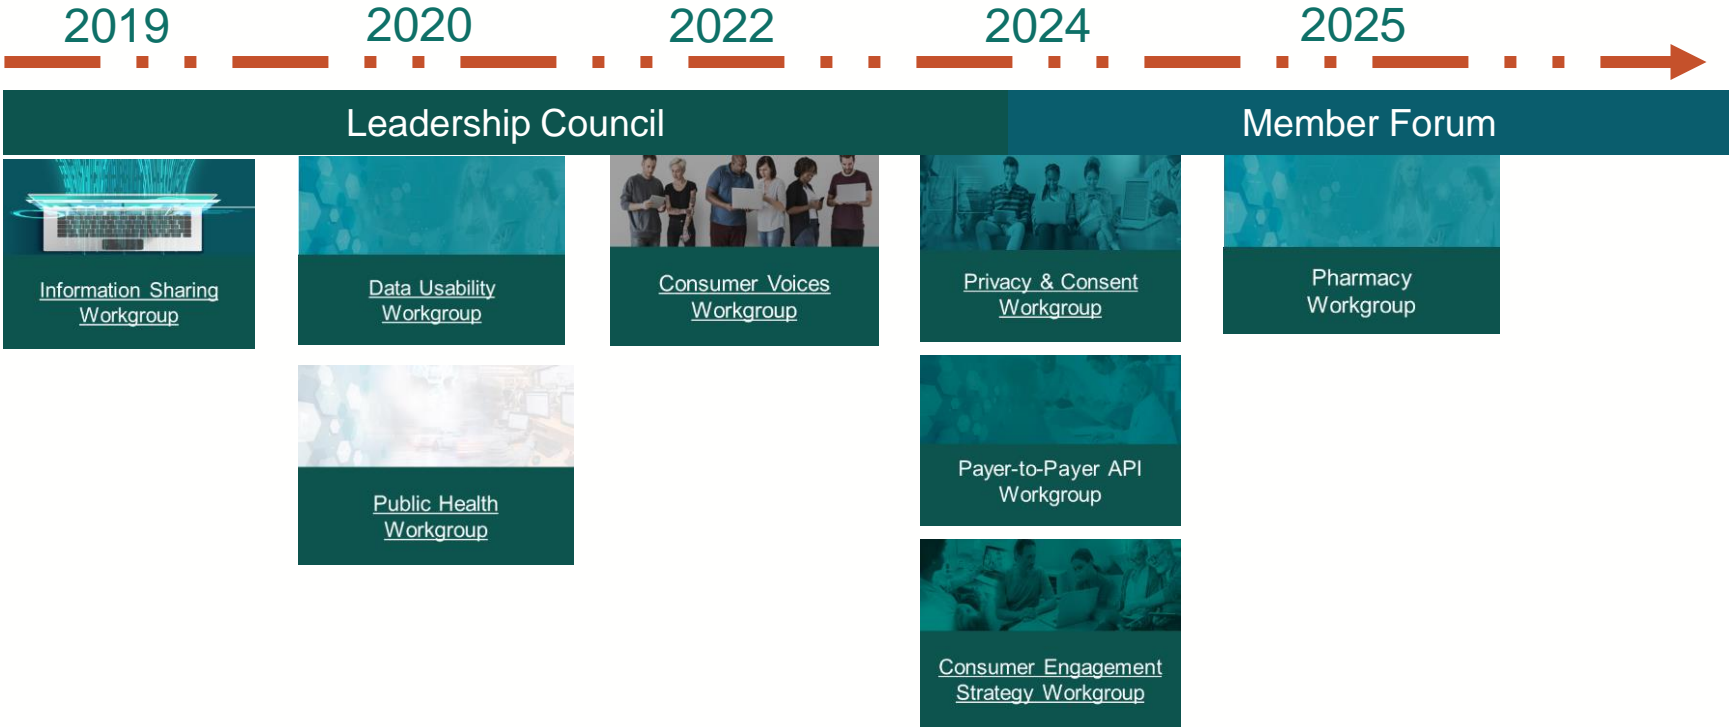 2019
2020
2022
2024
2025
Leadership Council
Member Forum
Information Sharing
Workgroup
Data Usability
Workgroup
Public Health
Workgroup
Consumer Voices
Workgroup
Privacy & Consent
Workgroup
Payer-to-Payer API
Workgroup
Consumer Engagement
Strategy Workgroup
Pharmacy
Workgroup